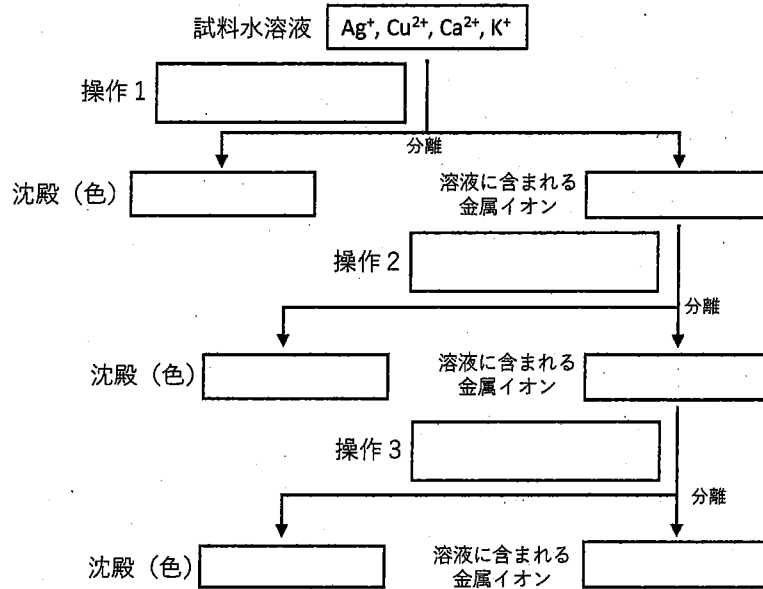 試料水溶液 Ag⁺, Cu²⁺, Ca²⁺, K⁺
操作1
分離
沈殿（色）
溶液に含まれる
金属イオン
操作2
分離
沈殿（色）
溶液に含まれる
金属イオン
操作3
分離
沈殿（色）
溶液に含まれる
金属イオン